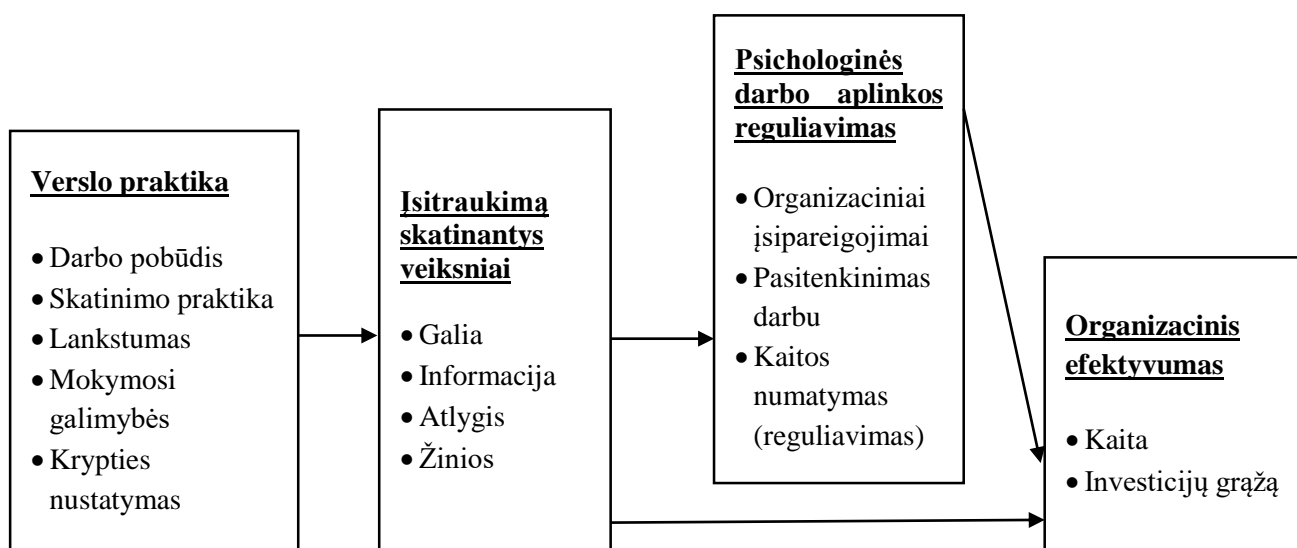 Verslo praktika
• Darbo pobūdis
• Skatinimo praktika
• Lankstumas
• Mokymosi
galimybės
• Krypties
nustatymas
Įsitraukimą
skatinantys
veiksniai
• Galia
• Informacija
• Atlygis
• Žinios
Psichologinės
darbo aplinkos
reguliavimas
• Organizaciniai
įsipareigojimai
• Pasitenkinimas
darbu
• Kaitos
numatymas
(reguliavimas)
Organizacinis
efektyvumas
• Kaita
• Investicijų grąžą